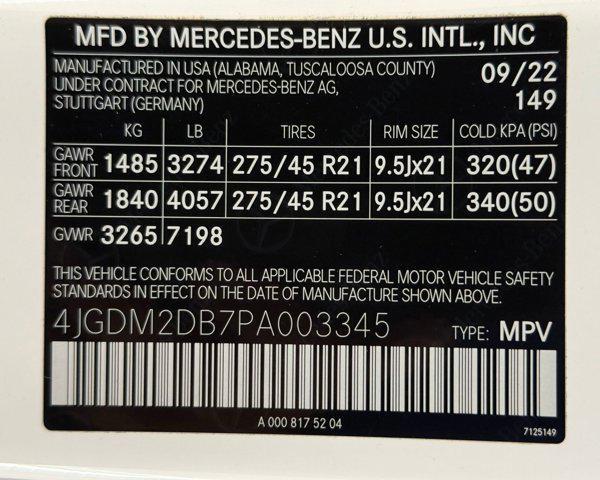 MFD BY MERCEDES-BENZ U.S. INTL., INC
MANUFACTURED IN USA (ALABAMA, TUSCALOOSA COUNTY) 09/22
UNDER CONTRACT FOR MERCEDES-BENZ AG,
STUTTGART (GERMANY) 149
KG LB TIRES RIM SIZE COLD KPA (PSI)
GAWR FRONT 1485 3274 275/45 R21 9.5Jx21 320(47)
GAWR REAR 1840 4057 275/45 R21 9.5Jx21 340(50)
GVWR 3265 7198
THIS VEHICLE CONFORMS TO ALL APPLICABLE FEDERAL MOTOR VEHICLE SAFETY
STANDARDS IN EFFECT ON THE DATE OF MANUFACTURE SHOWN ABOVE.
4JGDM2DB7PA003345 TYPE: MPV
A 000 817 52 04
7125149